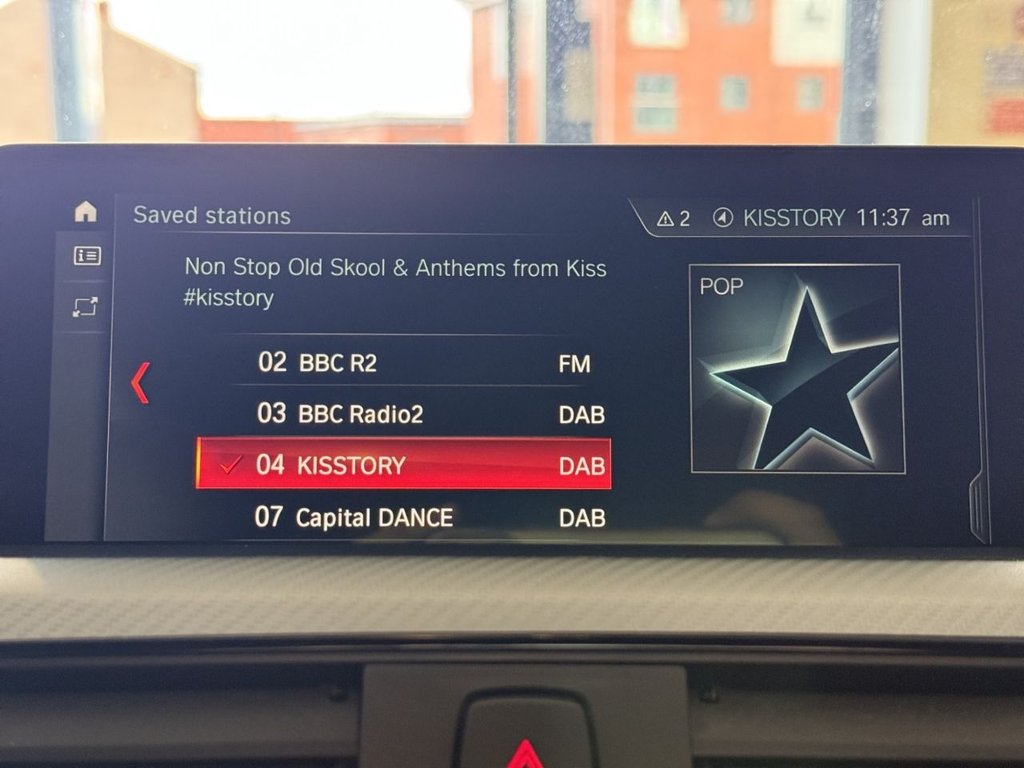 Saved stations
2 KISSTORY 11:37 am
Non Stop Old Skool & Anthems from Kiss
#kisstory
POP
02 BBC R2 FM
03 BBC Radio2 DAB
04 KISSTORY DAB
07 Capital DANCE DAB